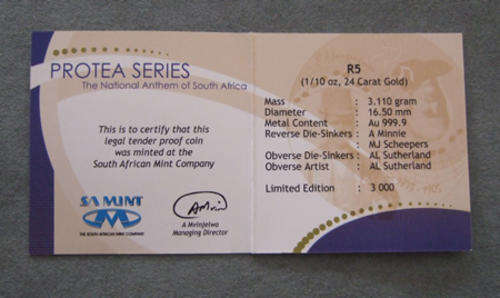 PROTEA SERIES
The National Anthem of South Africa
This is to certify that this
legal tender proof coin
was minted at the
South African Mint Company
SA MINT
THE SOUTH AFRICAN MINT COMPANY
A Mvinjelwa
Managing Director
R5
(1/10 oz, 24 Carat Gold)
Mass : 3,110 gram
Diameter : 16.50 mm
Metal Content : Au 999.9
Reverse Die-Sinkers : A Minnie
: MJ Scheepers
Obverse Die-Sinkers : AL Sutherland
Obverse Artist : AL Sutherland
Limited Edition : 3 000